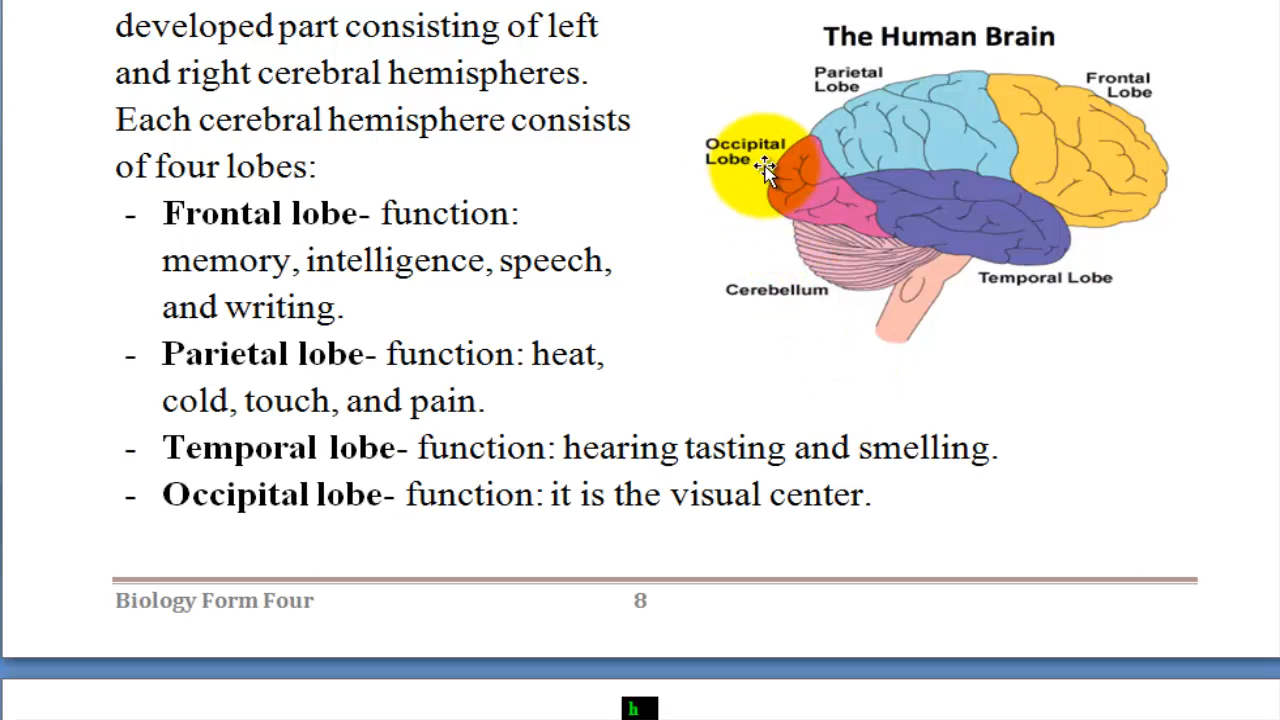 developed part consisting of left
and right cerebral hemispheres.
Each cerebral hemisphere consists
of four lobes:
- Frontal lobe- function:
memory, intelligence, speech,
and writing.
- Parietal lobe- function: heat,
cold, touch, and pain.
- Temporal lobe- function: hearing tasting and smelling.
- Occipital lobe- function: it is the visual center.
The Human Brain
Parietal
Lobe
Frontal
Lobe
Occipital
Lobe
Temporal Lobe
Cerebellum
Biology Form Four 8
h